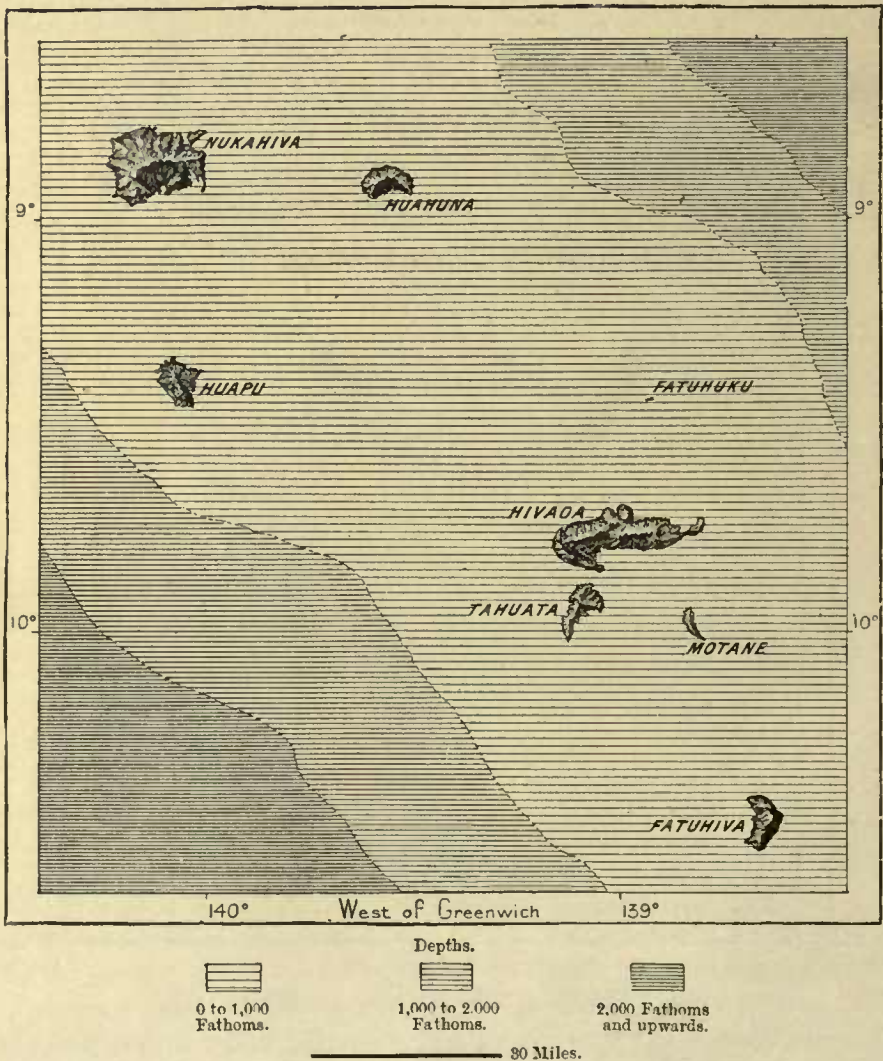 NUKAHIVA
HUAHUNA
9° 9°
HUAPU
FATUHUKU
HIVAOA
TAHUATA
10° 10°
MOTANE
FATUHIVA
140° West of Greenwich 139°
Depths.
0 to 1,000 1,000 to 2.000 2,000 Fathoms
Fathoms. Fathoms. and upwards.
30 Miles.